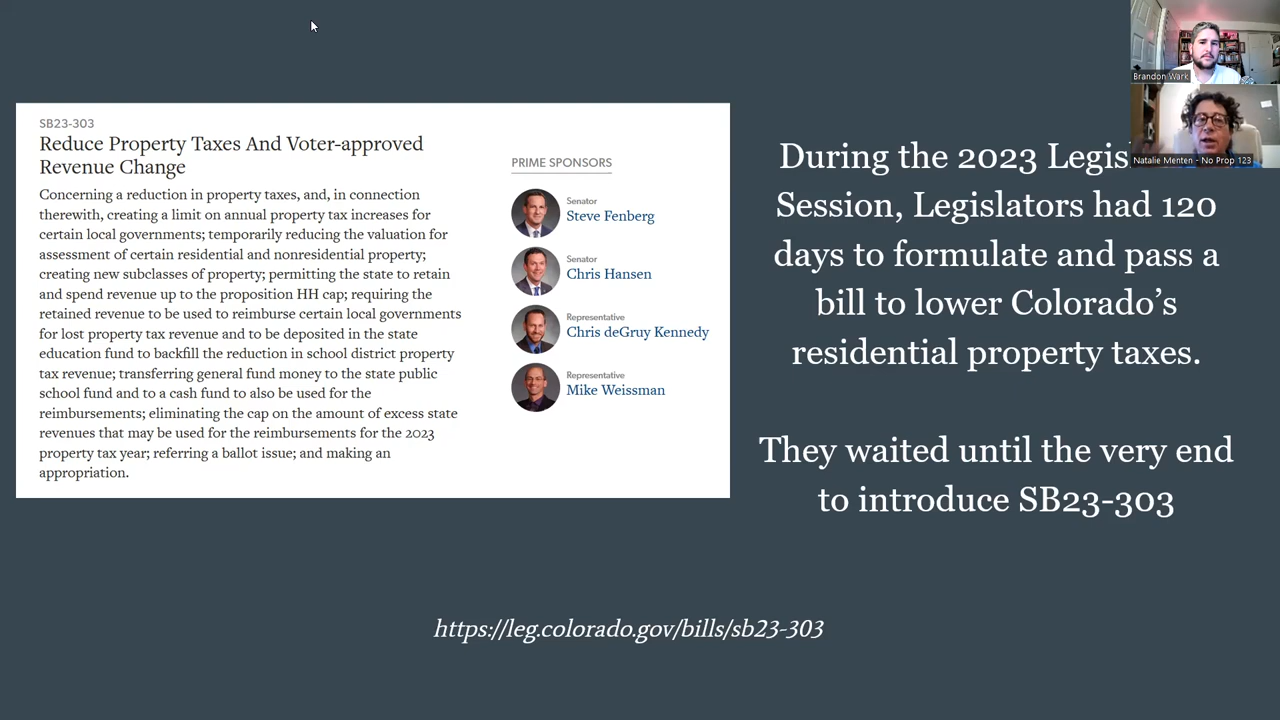 SB23-303
Reduce Property Taxes And Voter-approved
Revenue Change
Concerning a reduction in property taxes, and, in connection
therewith, creating a limit on annual property tax increases for
certain local governments; temporarily reducing the valuation for
assessment of certain residential and nonresidential property;
creating new subclasses of property; permitting the state to retain
and spend revenue up to the proposition HH cap; requiring the
retained revenue to be used to reimburse certain local governments
for lost property tax revenue and to be deposited in the state
education fund to backfill the reduction in school district property
tax revenue; transferring general fund money to the state public
school fund and to a cash fund to also be used for the
reimbursements; eliminating the cap on the amount of excess state
revenues that may be used for the reimbursements for the 2023
property tax year; referring a ballot issue; and making an
appropriation.
PRIME SPONSORS
Senator
Steve Fenberg
Senator
Chris Hansen
Representative
Chris deGruy Kennedy
Representative
Mike Weissman
During the 2023 Legis
Session, Legislators had 120
days to formulate and pass a
bill to lower Colorado's
residential property taxes.
They waited until the very end
to introduce SB23-303
https://leg.colorado.gov/bills/sb23-303
Brandon Wark
Natalie Menten - No Prop 123